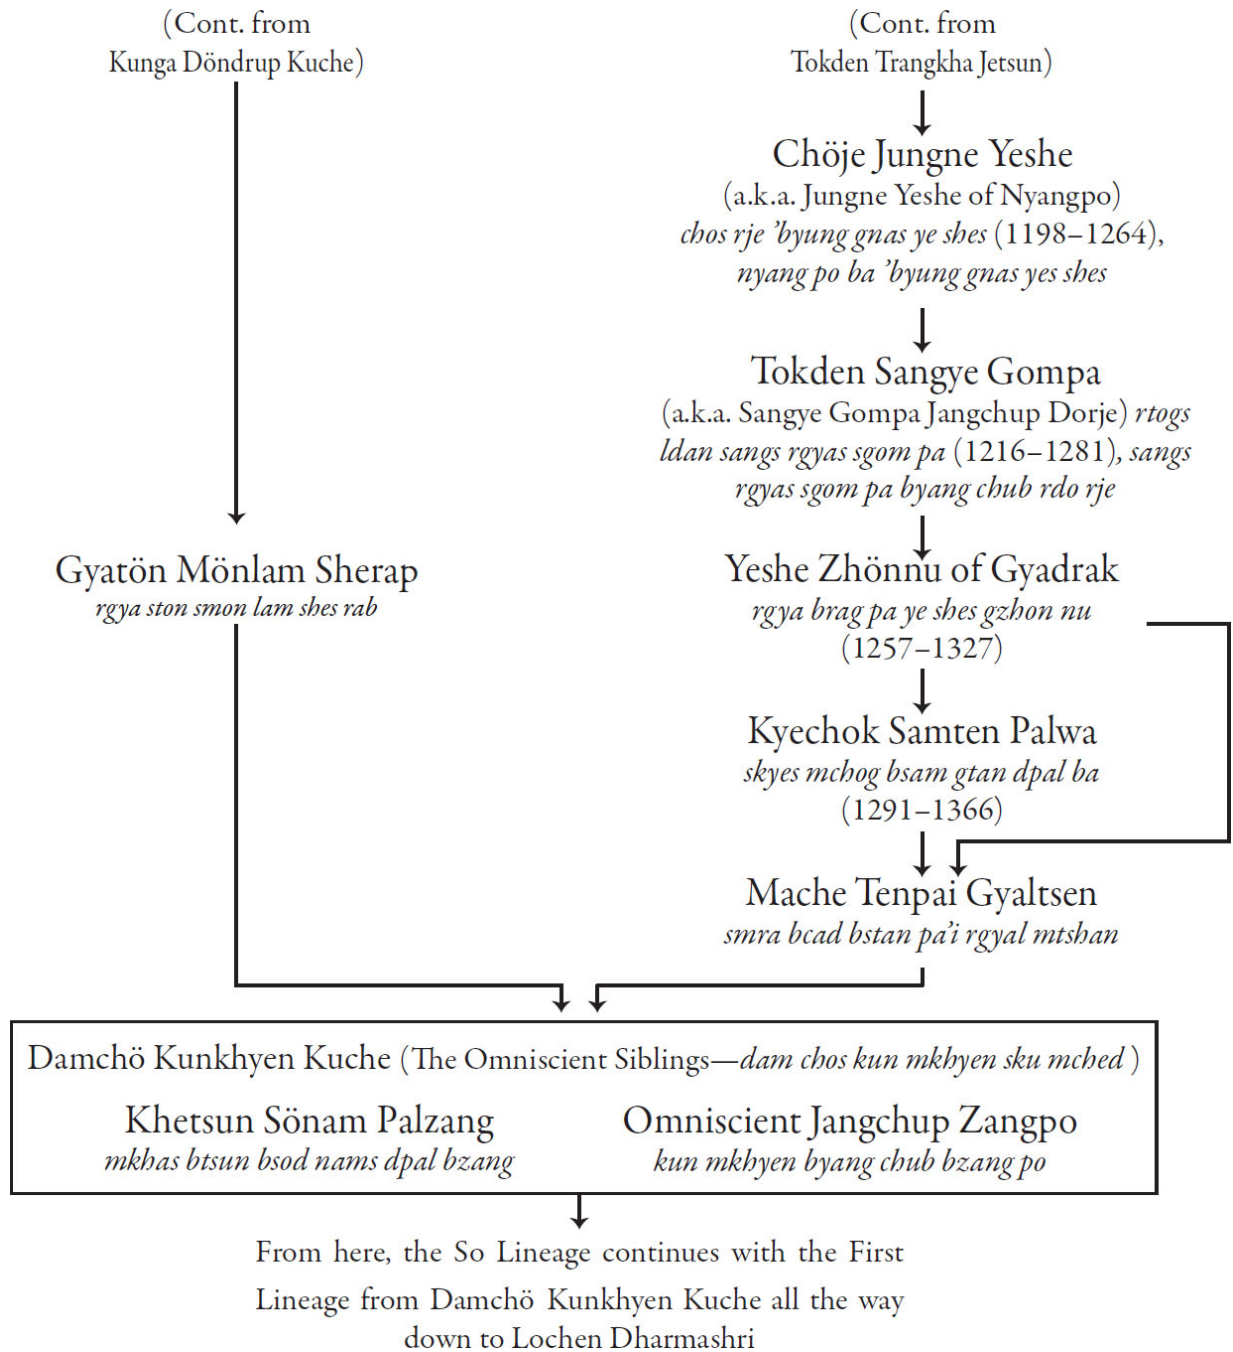 (Cont. from
Kunga Döndrup Kuche)
(Cont. from
Tokden Trangkha Jetsun)
Chöje Jungne Yeshe
(a.k.a. Jungne Yeshe of Nyangpo)
chos rje ’byung gnas ye shes (1198–1264),
nyang po ba ’byung gnas yes shes
Tokden Sangye Gompa
(a.k.a. Sangye Gompa Jangchup Dorje) rtogs
ldan sangs rgyas sgom pa (1216–1281), sangs
rgyas sgom pa byang chub rdo rje
Gyatön Mönlam Sherap
rgya ston smon lam shes rab
Yeshe Zhönnu of Gyadrak
rgya brag pa ye shes gzhon nu
(1257–1327)
Kyechok Samten Palwa
skyes mchog bsam gtan dpal ba
(1291–1366)
Mache Tenpai Gyaltsen
smra bcad bstan pa’i rgyal mtshan
Damchö Kunkhyen Kuche (The Omniscient Siblings—dam chos kun mkhyen sku mched )
Khetsun Sönam Palzang
mkhas btsun bsod nams dpal bzang
Omniscient Jangchup Zangpo
kun mkhyen byang chub bzang po
From here, the So Lineage continues with the First
Lineage from Damchö Kunkhyen Kuche all the way
down to Lochen Dharmashri